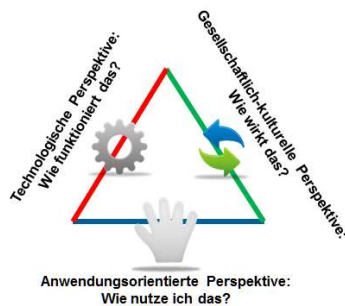 Technologische Perspektive:
Wie funktioniert das?
Gesellschaftlich-kulturelle Perspektive:
Wie wirkt das?
Anwendungsorientierte Perspektive:
Wie nutze ich das?